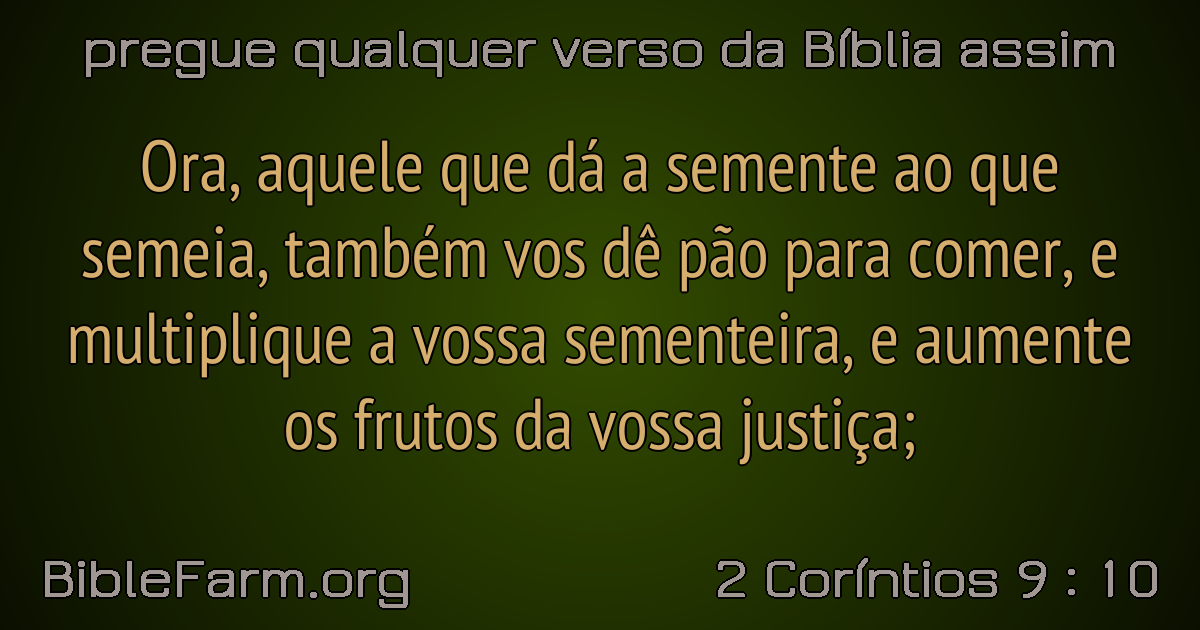 pregue qualquer verso da Bíblia assim
Ora, aquele que dá a semente ao que
semeia, também vos dê pão para comer, e
multiplique a vossa sementeira, e aumente
os frutos da vossa justiça;
BibleFarm.org
2 Coríntios 9 : 10